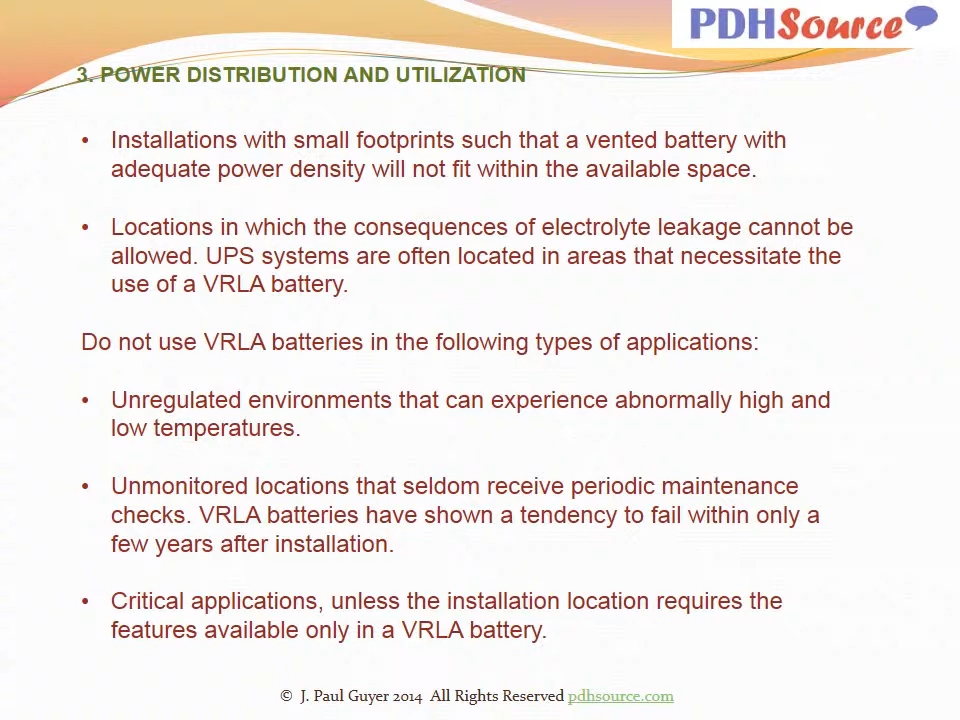 PDHSource
3. POWER DISTRIBUTION AND UTILIZATION
• Installations with small footprints such that a vented battery with
adequate power density will not fit within the available space.
• Locations in which the consequences of electrolyte leakage cannot be
allowed. UPS systems are often located in areas that necessitate the
use of a VRLA battery.
Do not use VRLA batteries in the following types of applications:
• Unregulated environments that can experience abnormally high and
low temperatures.
• Unmonitored locations that seldom receive periodic maintenance
checks. VRLA batteries have shown a tendency to fail within only a
few years after installation.
• Critical applications, unless the installation location requires the
features available only in a VRLA battery.
© J. Paul Guyer 2014 All Rights Reserved pdhsource.com